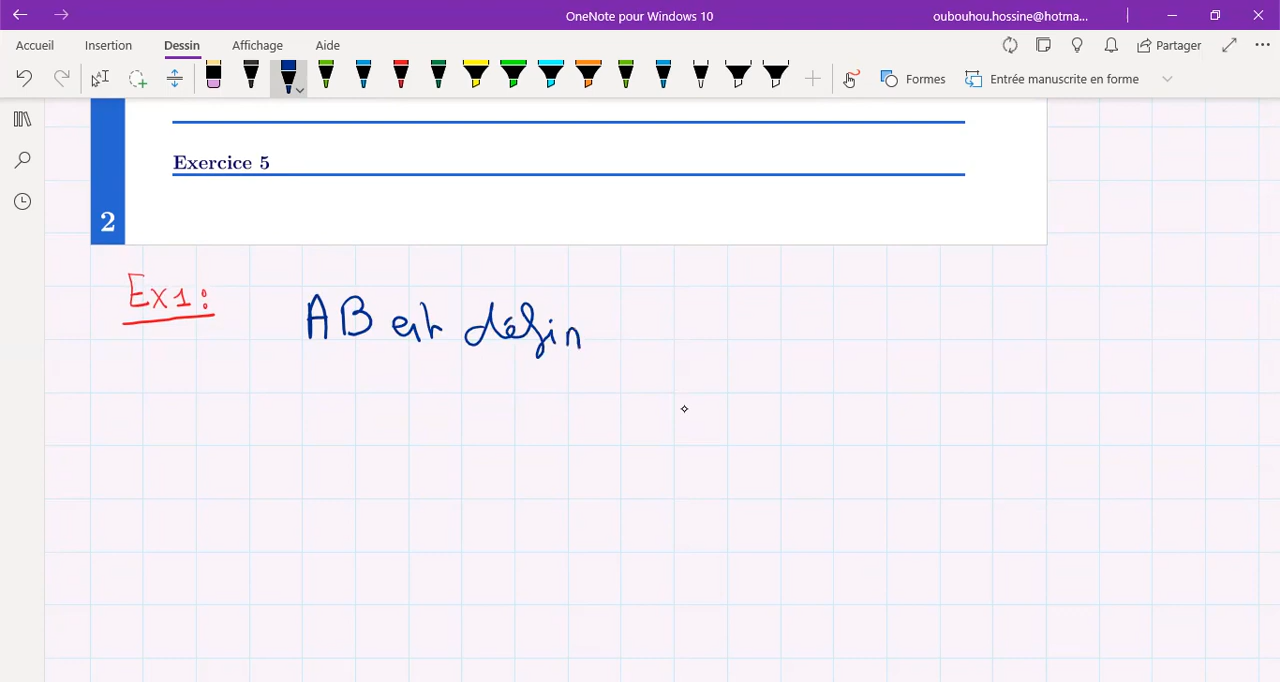 OneNote pour Windows 10
oubouhou.hossine@hotma...
Accueil Insertion Dessin Affichage Aide
Partager
Formes
Entrée manuscrite en forme
Exercice 5
2
Ex1:
AB est défin